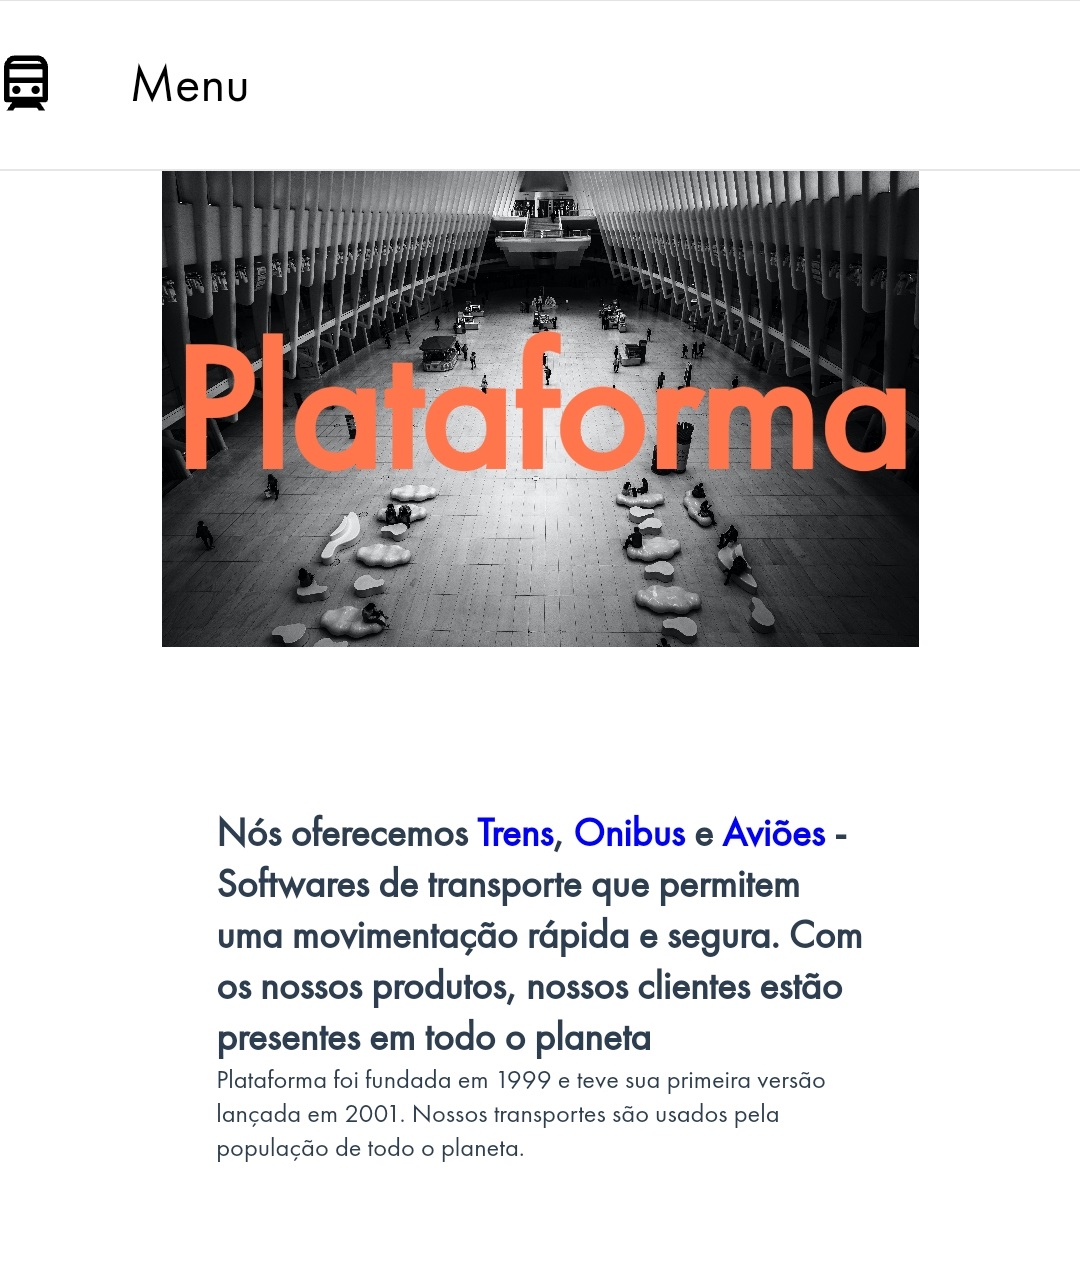 Menu
Plataforma
Nós oferecemos Trens, Onibus e Aviões -
Softwares de transporte que permitem
uma movimentação rápida e segura. Com
os nossos produtos, nossos clientes estão
presentes em todo o planeta
Plataforma foi fundada em 1999 e teve sua primeira versão
lançada em 2001. Nossos transportes são usados pela
população de todo o planeta.